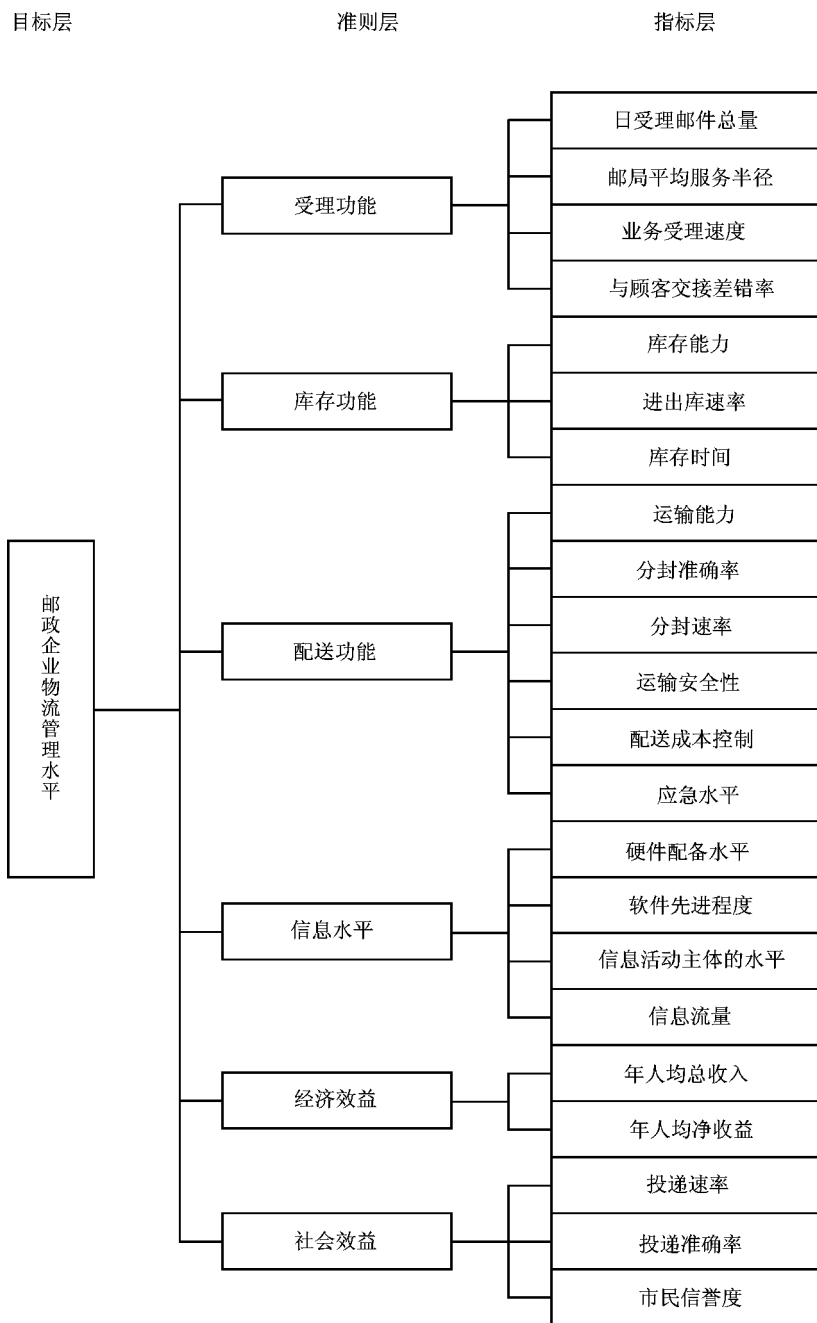 目标层
准则层
指标层
邮政企业物流管理水平
受理功能
日受理邮件总量
邮局平均服务半径
业务受理速度
与顾客交接差错率
库存功能
库存能力
进出库速率
库存时间
配送功能
运输能力
分封准确率
分封速率
运输安全性
配送成本控制
应急水平
信息水平
硬件配备水平
软件先进程度
信息活动主体的水平
信息流量
经济效益
年人均总收入
年人均净收益
社会效益
投递速率
投递准确率
市民信誉度